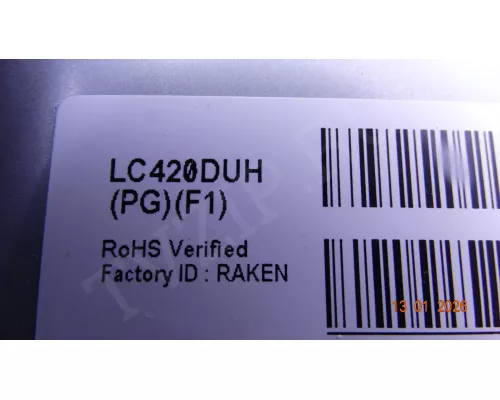 LC420DUH
(PG)(F1)
RoHS Verified
Factory ID : RAKEN
13 01 2026